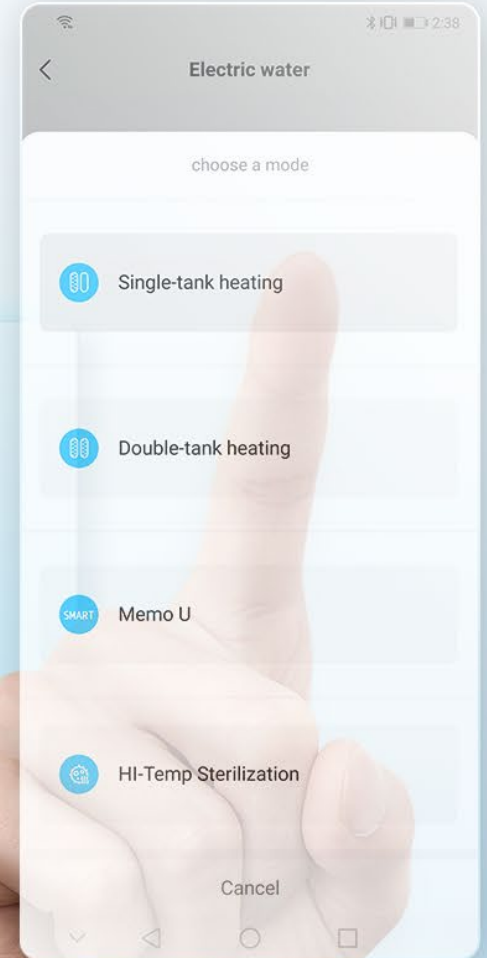 2:38
Electric water
choose a mode
Single-tank heating
Double-tank heating
SMART
Memo U
HI-Temp Sterilization
Cancel